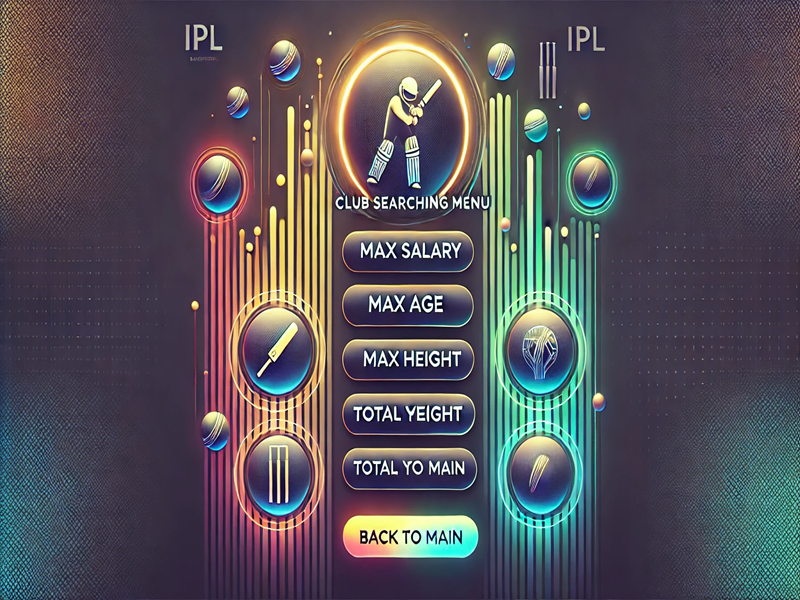 IPL
IPL
CLUB SEARCHING MENU
MAX SALARY
MAX AGE
MAX HEIGHT
TOTAL YEIGHT
TOTAL YO MAIN
BACK TO MAIN